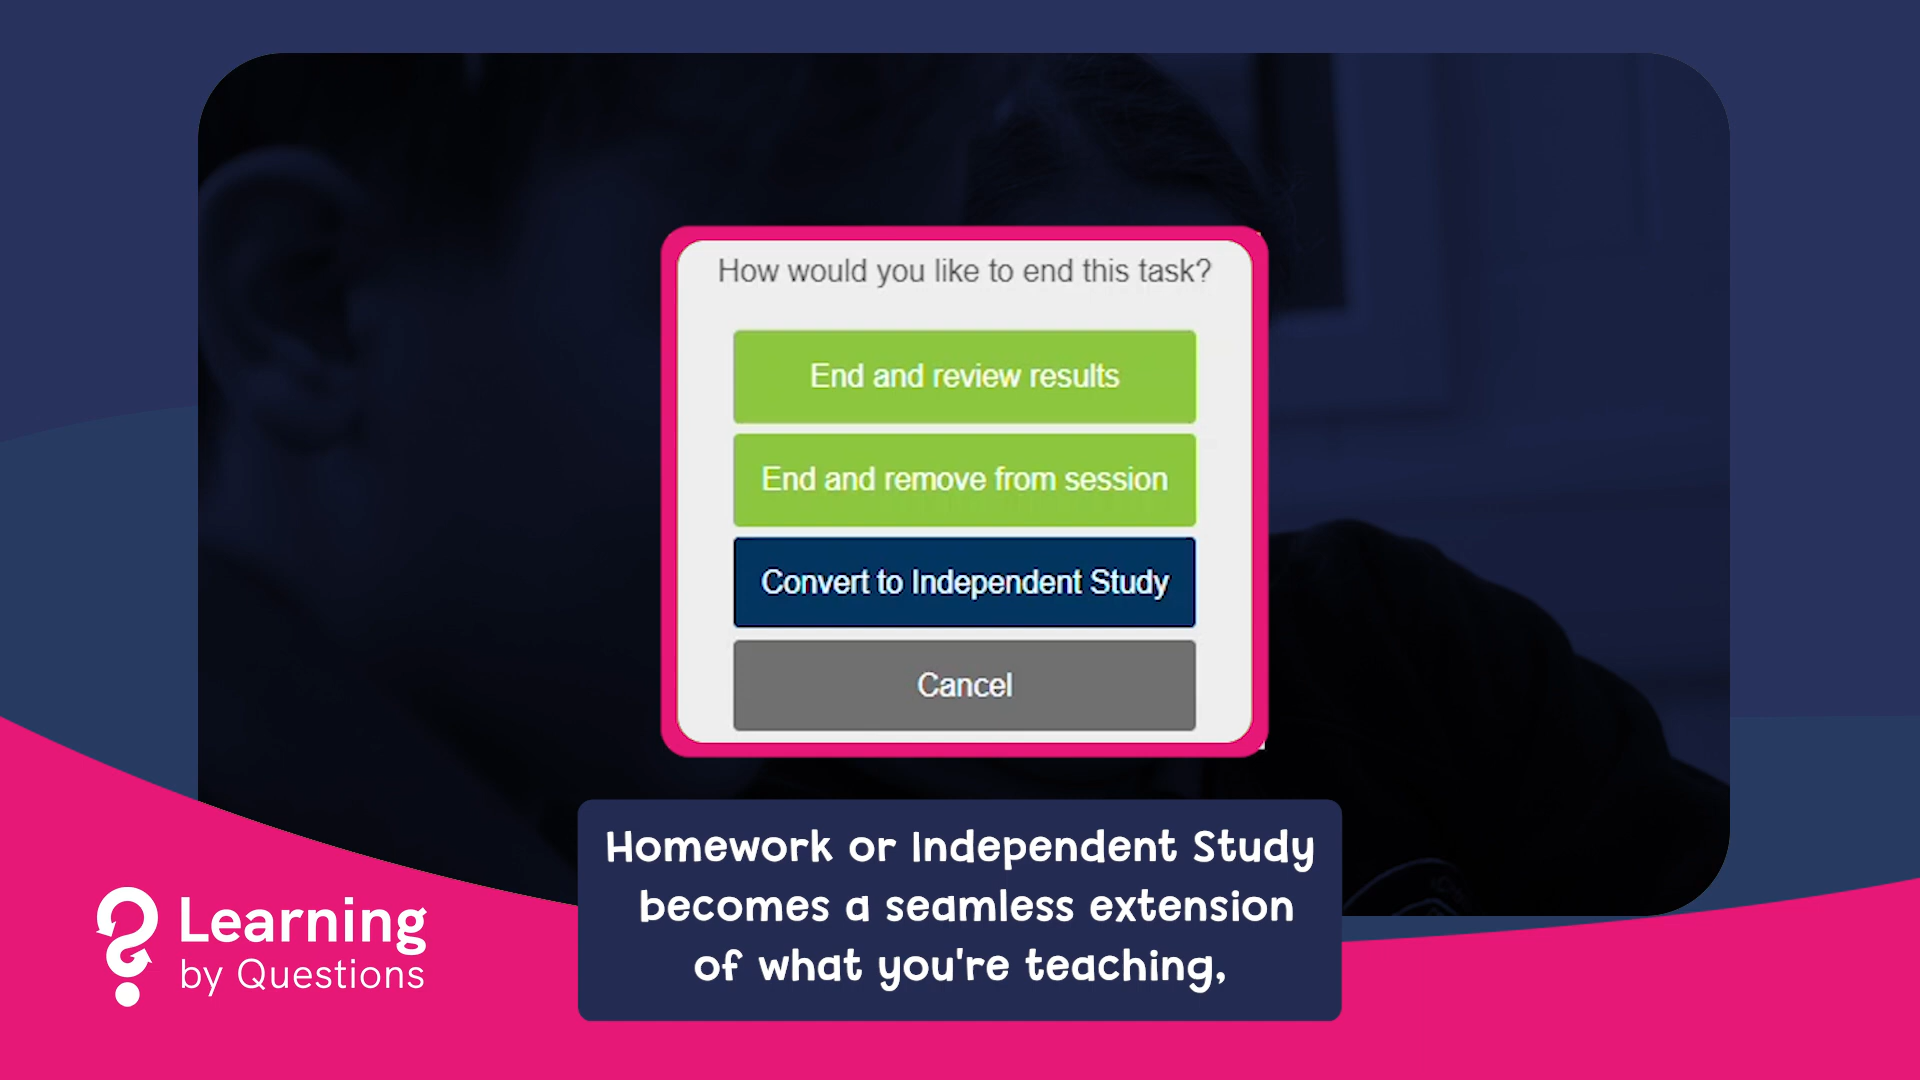 How would you like to end this task?
End and review results
End and remove from session
Convert to Independent Study
Cancel
Homework or Independent Study
becomes a seamless extension
of what you're teaching,
Learning
by Questions